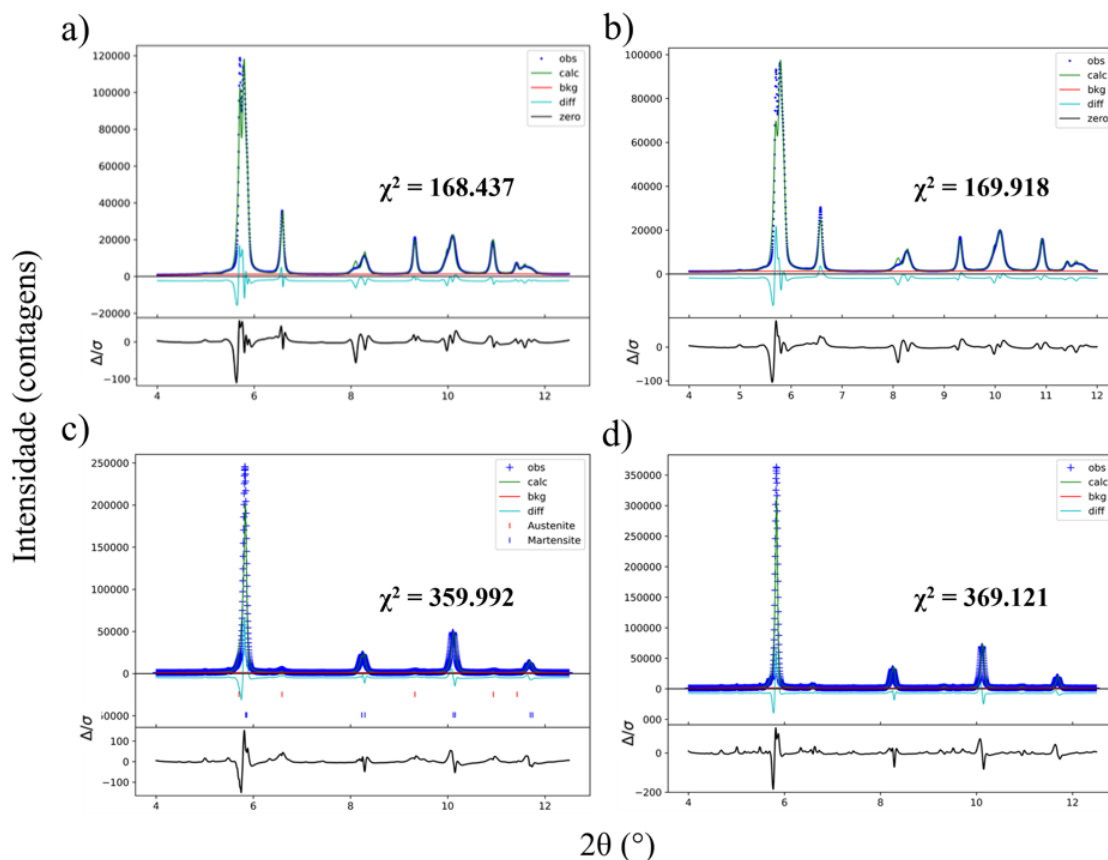 a)
120000
100000
80000
60000
40000
20000
0
−20000
obs
calc
bkg
diff
zero
χ² = 168.437
Δ/σ
0
−100
4 6 8 10 12
b)
100000
80000
60000
40000
20000
0
obs
calc
bkg
diff
zero
χ² = 169.918
Δ/σ
0
−100
4 5 6 7 8 9 10 11 12
Intensidade (contagens)
c)
250000
200000
150000
100000
50000
0
50000
obs
calc
bkg
diff
Austenite
Martensite
χ² = 359.992
Δ/σ
100
0
−100
4 6 8 10 12
d)
350000
300000
250000
200000
150000
100000
50000
0
000
obs
calc
bkg
diff
χ² = 369.121
Δ/σ
0
−200
4 6 8 10 12
2θ (°)